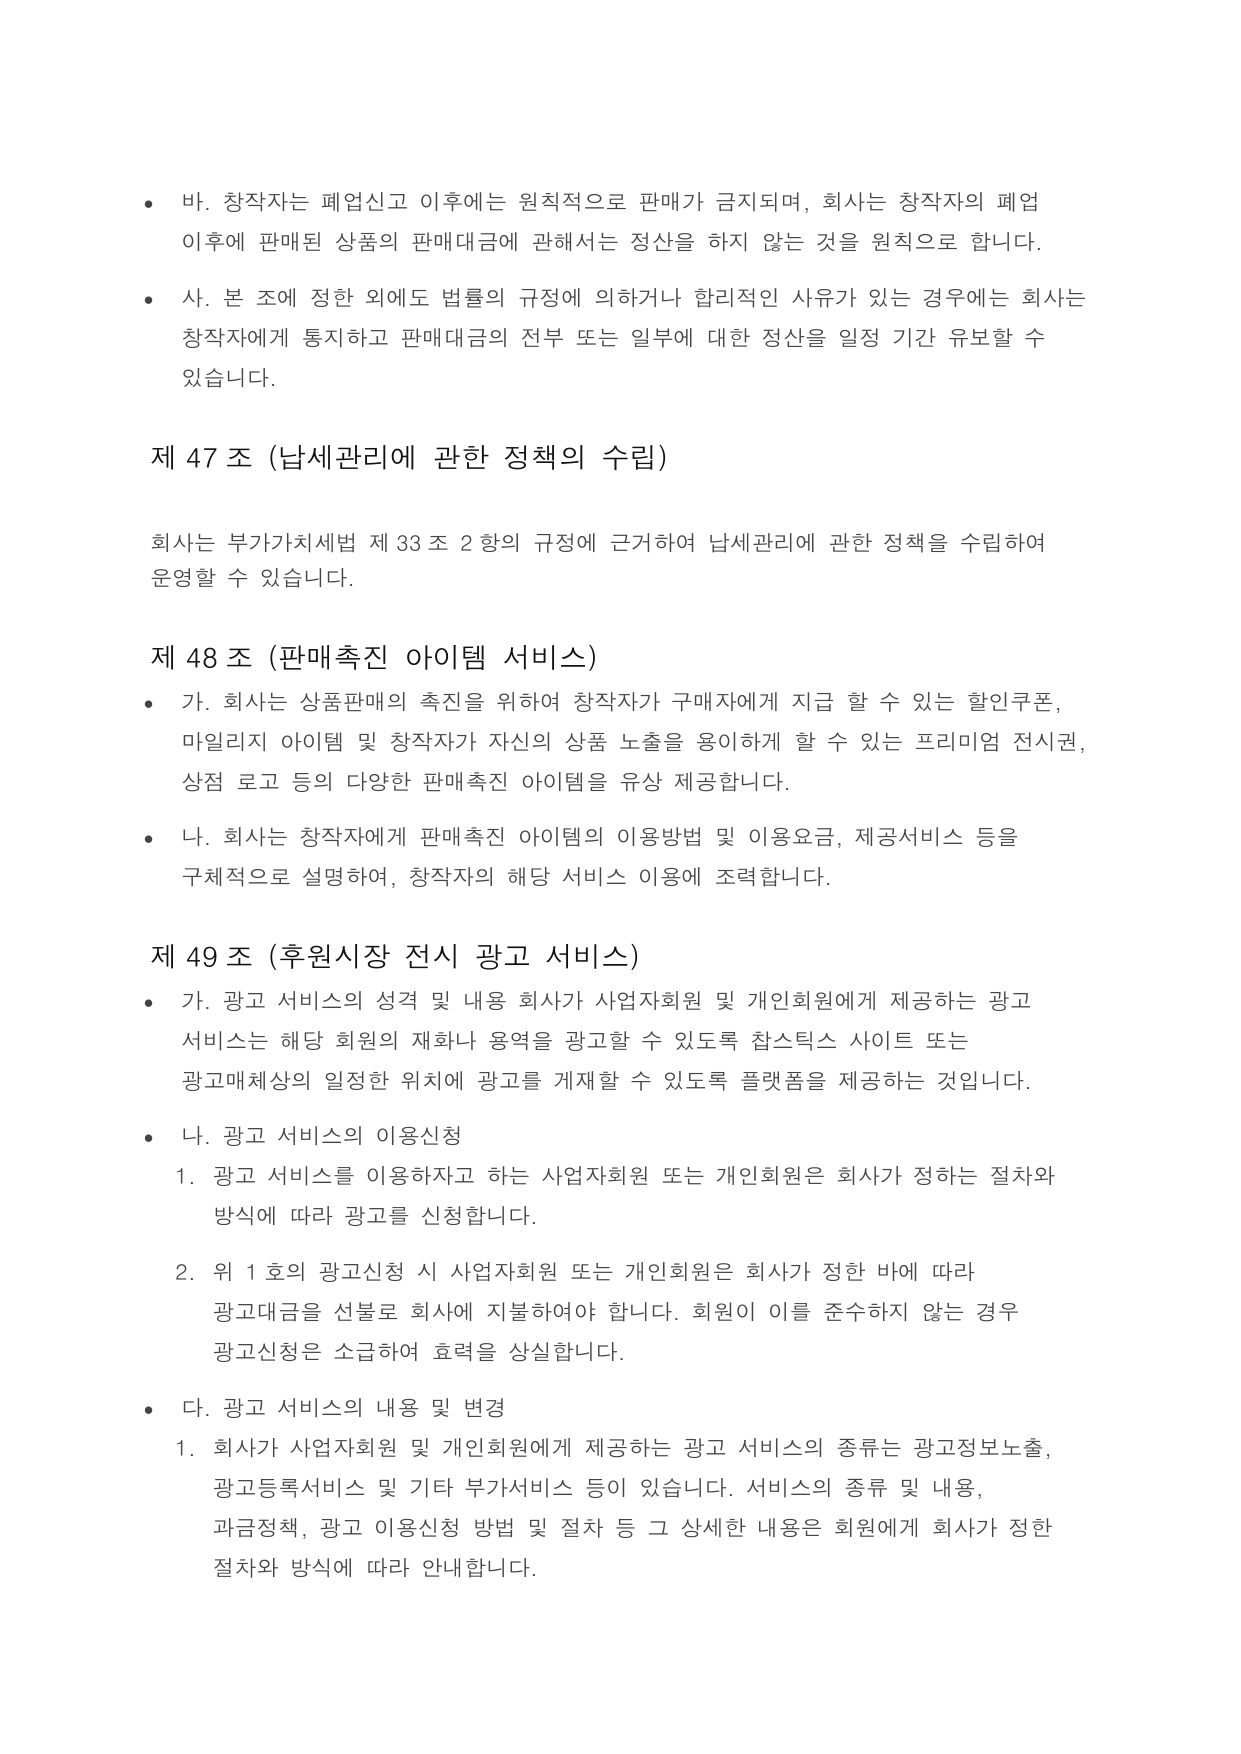 • 바. 창작자는 폐업신고 이후에는 원칙적으로 판매가 금지되며, 회사는 창작자의 폐업
이후에 판매된 상품의 판매대금에 관해서는 정산을 하지 않는 것을 원칙으로 합니다.
• 사. 본 조에 정한 외에도 법률의 규정에 의하거나 합리적인 사유가 있는 경우에는 회사는
창작자에게 통지하고 판매대금의 전부 또는 일부에 대한 정산을 일정 기간 유보할 수
있습니다.
제 47 조 (납세관리에 관한 정책의 수립)
회사는 부가가치세법 제 33 조 2 항의 규정에 근거하여 납세관리에 관한 정책을 수립하여
운영할 수 있습니다.
제 48 조 (판매촉진 아이템 서비스)
• 가. 회사는 상품판매의 촉진을 위하여 창작자가 구매자에게 지급 할 수 있는 할인쿠폰,
마일리지 아이템 및 창작자가 자신의 상품 노출을 용이하게 할 수 있는 프리미엄 전시권,
상점 로고 등의 다양한 판매촉진 아이템을 유상 제공합니다.
• 나. 회사는 창작자에게 판매촉진 아이템의 이용방법 및 이용요금, 제공서비스 등을
구체적으로 설명하여, 창작자의 해당 서비스 이용에 조력합니다.
제 49 조 (후원시장 전시 광고 서비스)
• 가. 광고 서비스의 성격 및 내용 회사가 사업자회원 및 개인회원에게 제공하는 광고
서비스는 해당 회원의 재화나 용역을 광고할 수 있도록 찹스틱스 사이트 또는
광고매체상의 일정한 위치에 광고를 게재할 수 있도록 플랫폼을 제공하는 것입니다.
• 나. 광고 서비스의 이용신청
1. 광고 서비스를 이용하자고 하는 사업자회원 또는 개인회원은 회사가 정하는 절차와
방식에 따라 광고를 신청합니다.
2. 위 1 호의 광고신청 시 사업자회원 또는 개인회원은 회사가 정한 바에 따라
광고대금을 선불로 회사에 지불하여야 합니다. 회원이 이를 준수하지 않는 경우
광고신청은 소급하여 효력을 상실합니다.
• 다. 광고 서비스의 내용 및 변경
1. 회사가 사업자회원 및 개인회원에게 제공하는 광고 서비스의 종류는 광고정보노출,
광고등록서비스 및 기타 부가서비스 등이 있습니다. 서비스의 종류 및 내용,
과금정책, 광고 이용신청 방법 및 절차 등 그 상세한 내용은 회원에게 회사가 정한
절차와 방식에 따라 안내합니다.